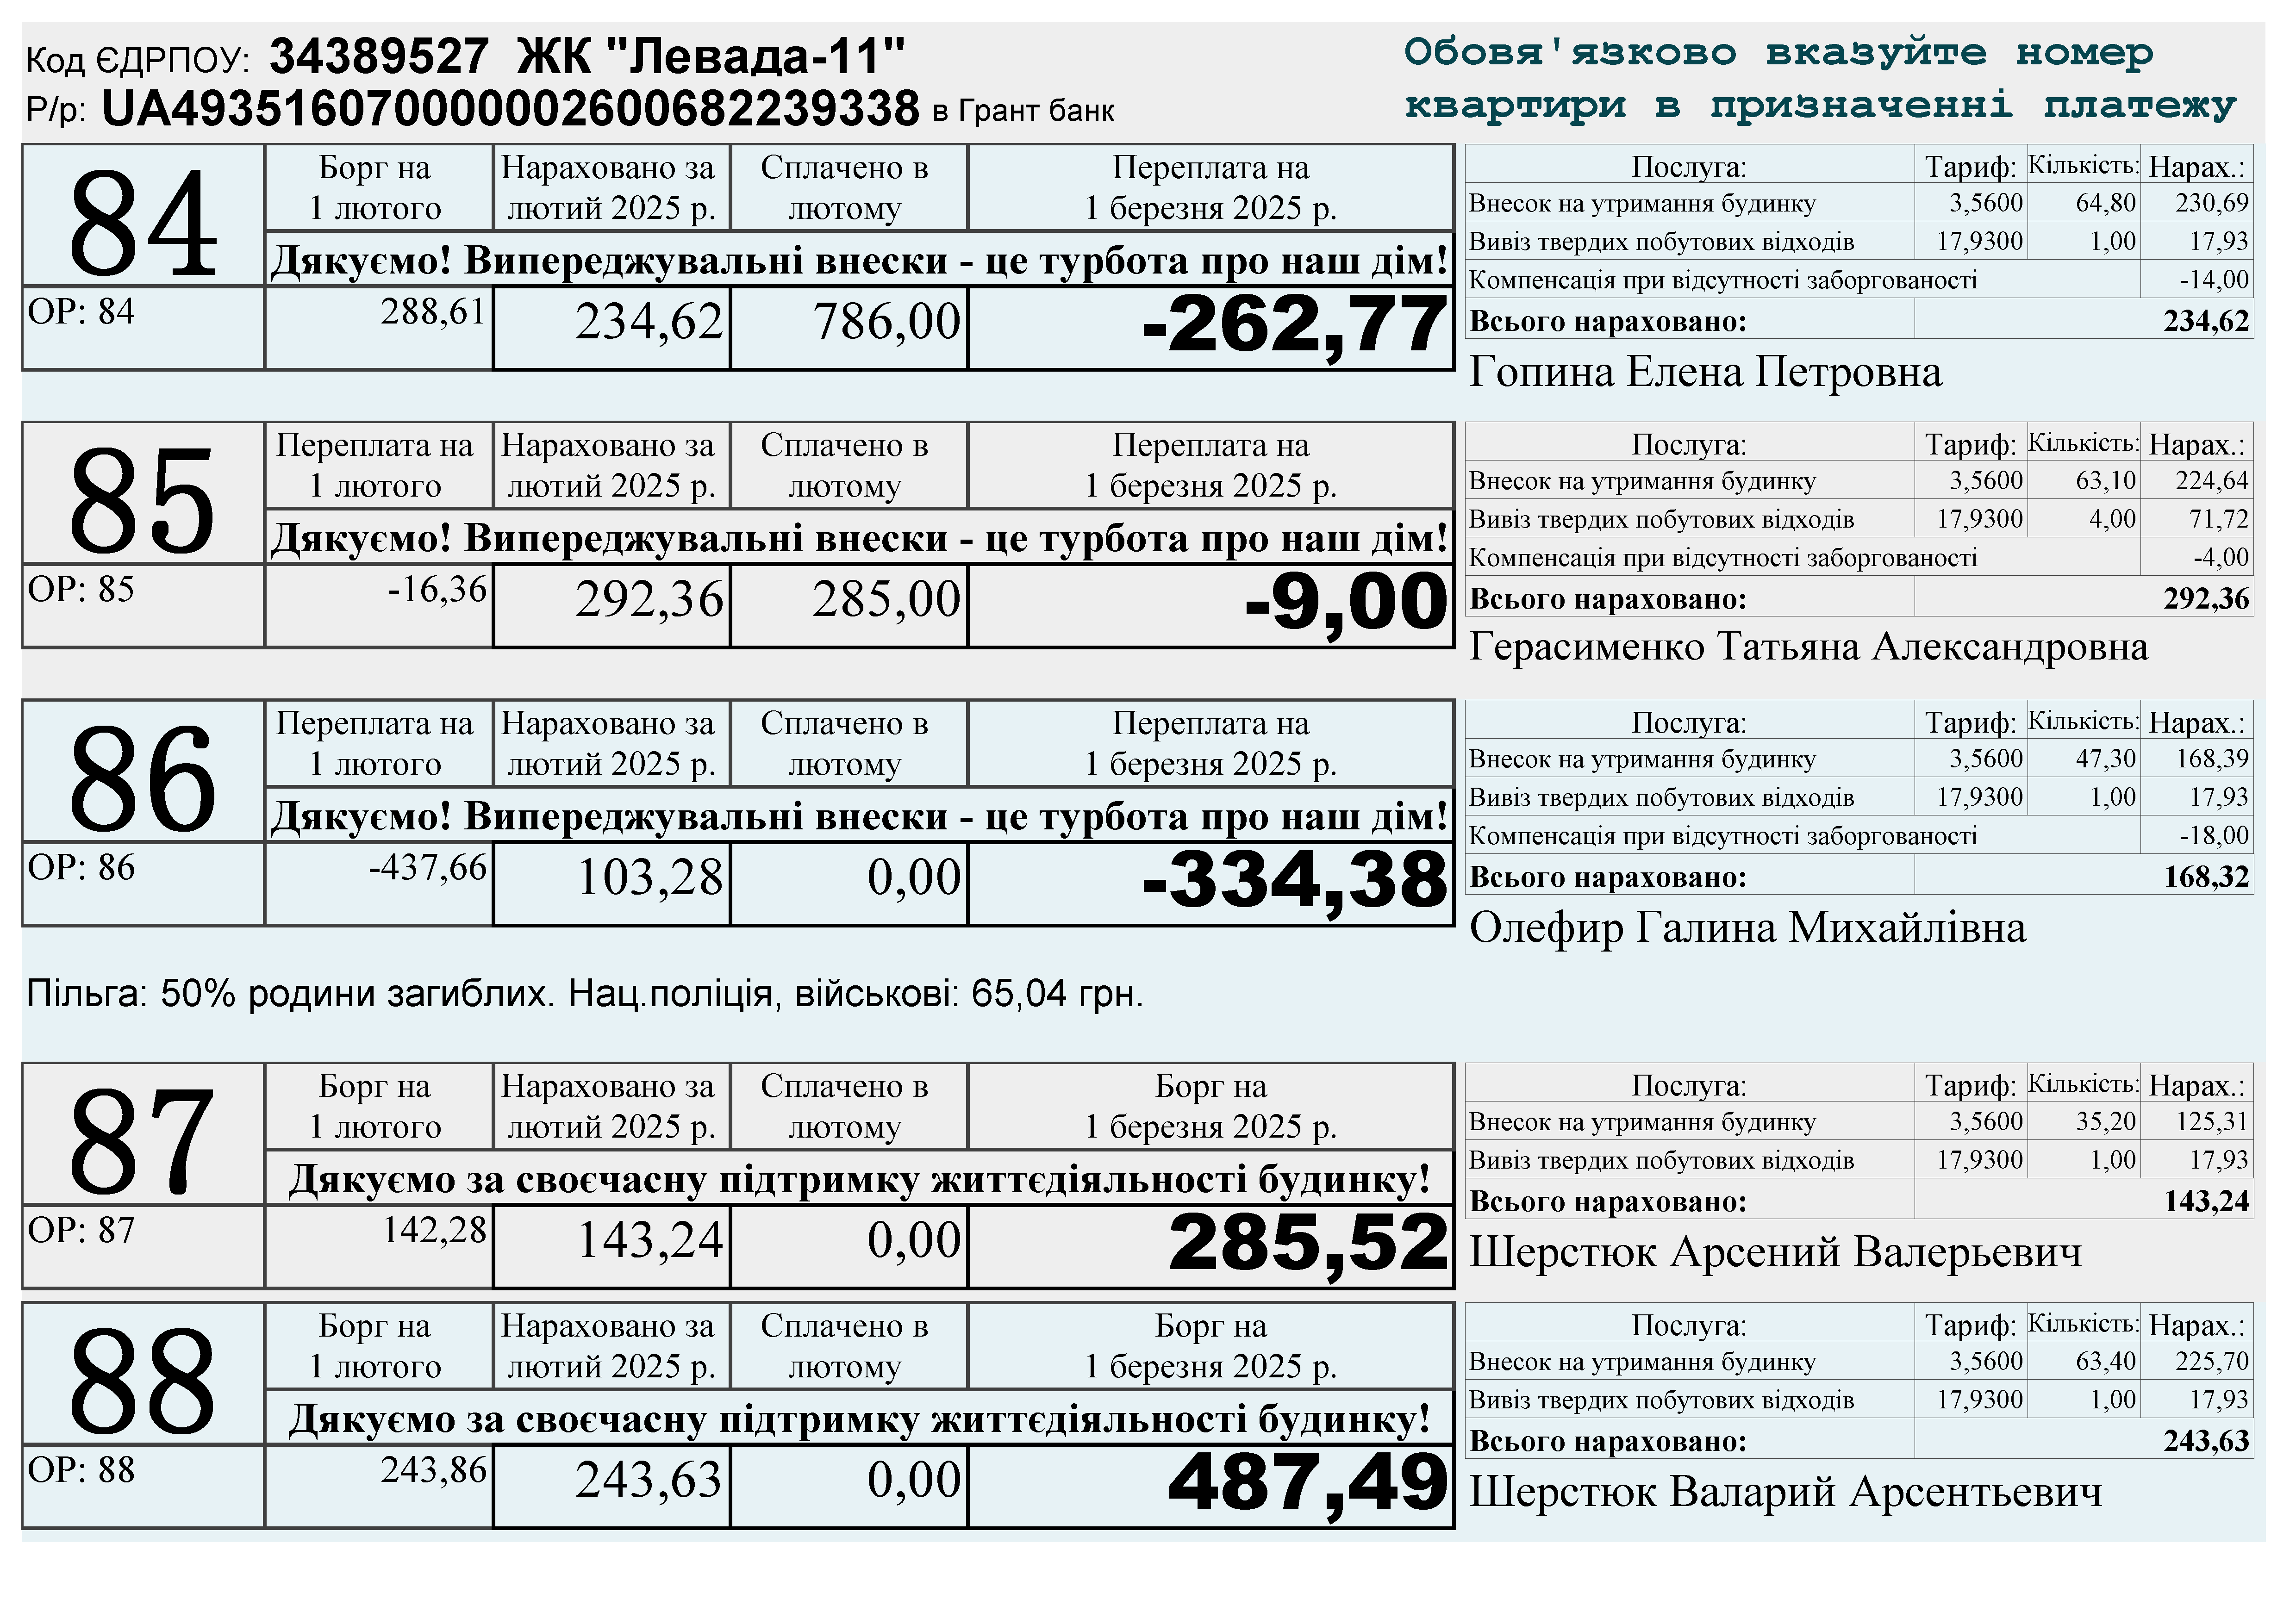 Код ЄДРПОУ: 34389527 ЖК "Левада-11"
Р/р: UA493516070000002600682239338 в Грант банк
Обовя'язково вказуйте номер
квартири в призначенні платежу
84
Борг на
1 лютого
Нараховано за
лютий 2025 р.
Сплачено в
лютому
Переплата на
1 березня 2025 р.
Дякуємо! Випереджувальні внески - це турбота про наш дім!
ОР: 84 288,61 234,62 786,00 -262,77
Послуга: Тариф: Кількість: Нарах.:
Внесок на утримання будинку 3,5600 64,80 230,69
Вивіз твердих побутових відходів 17,9300 1,00 17,93
Компенсація при відсутності заборгованості -14,00
Всього нараховано: 234,62
Гопина Елена Петровна
85
Переплата на
1 лютого
Нараховано за
лютий 2025 р.
Сплачено в
лютому
Переплата на
1 березня 2025 р.
Дякуємо! Випереджувальні внески - це турбота про наш дім!
ОР: 85 -16,36 292,36 285,00 -9,00
Послуга: Тариф: Кількість: Нарах.:
Внесок на утримання будинку 3,5600 63,10 224,64
Вивіз твердих побутових відходів 17,9300 4,00 71,72
Компенсація при відсутності заборгованості -4,00
Всього нараховано: 292,36
Герасименко Татьяна Александровна
86
Переплата на
1 лютого
Нараховано за
лютий 2025 р.
Сплачено в
лютому
Переплата на
1 березня 2025 р.
Дякуємо! Випереджувальні внески - це турбота про наш дім!
ОР: 86 -437,66 103,28 0,00 -334,38
Послуга: Тариф: Кількість: Нарах.:
Внесок на утримання будинку 3,5600 47,30 168,39
Вивіз твердих побутових відходів 17,9300 1,00 17,93
Компенсація при відсутності заборгованості -18,00
Всього нараховано: 168,32
Олефир Галина Михайлівна
Пільга: 50% родини загиблих. Нац.поліція, військові: 65,04 грн.
87
Борг на
1 лютого
Нараховано за
лютий 2025 р.
Сплачено в
лютому
Борг на
1 березня 2025 р.
Дякуємо за своєчасну підтримку життєдіяльності будинку!
ОР: 87 142,28 143,24 0,00 285,52
Послуга: Тариф: Кількість: Нарах.:
Внесок на утримання будинку 3,5600 35,20 125,31
Вивіз твердих побутових відходів 17,9300 1,00 17,93
Всього нараховано: 143,24
Шерстюк Арсений Валерьевич
88
Борг на
1 лютого
Нараховано за
лютий 2025 р.
Сплачено в
лютому
Борг на
1 березня 2025 р.
Дякуємо за своєчасну підтримку життєдіяльності будинку!
ОР: 88 243,86 243,63 0,00 487,49
Послуга: Тариф: Кількість: Нарах.:
Внесок на утримання будинку 3,5600 63,40 225,70
Вивіз твердих побутових відходів 17,9300 1,00 17,93
Всього нараховано: 243,63
Шерстюк Валарий Арсентьевич